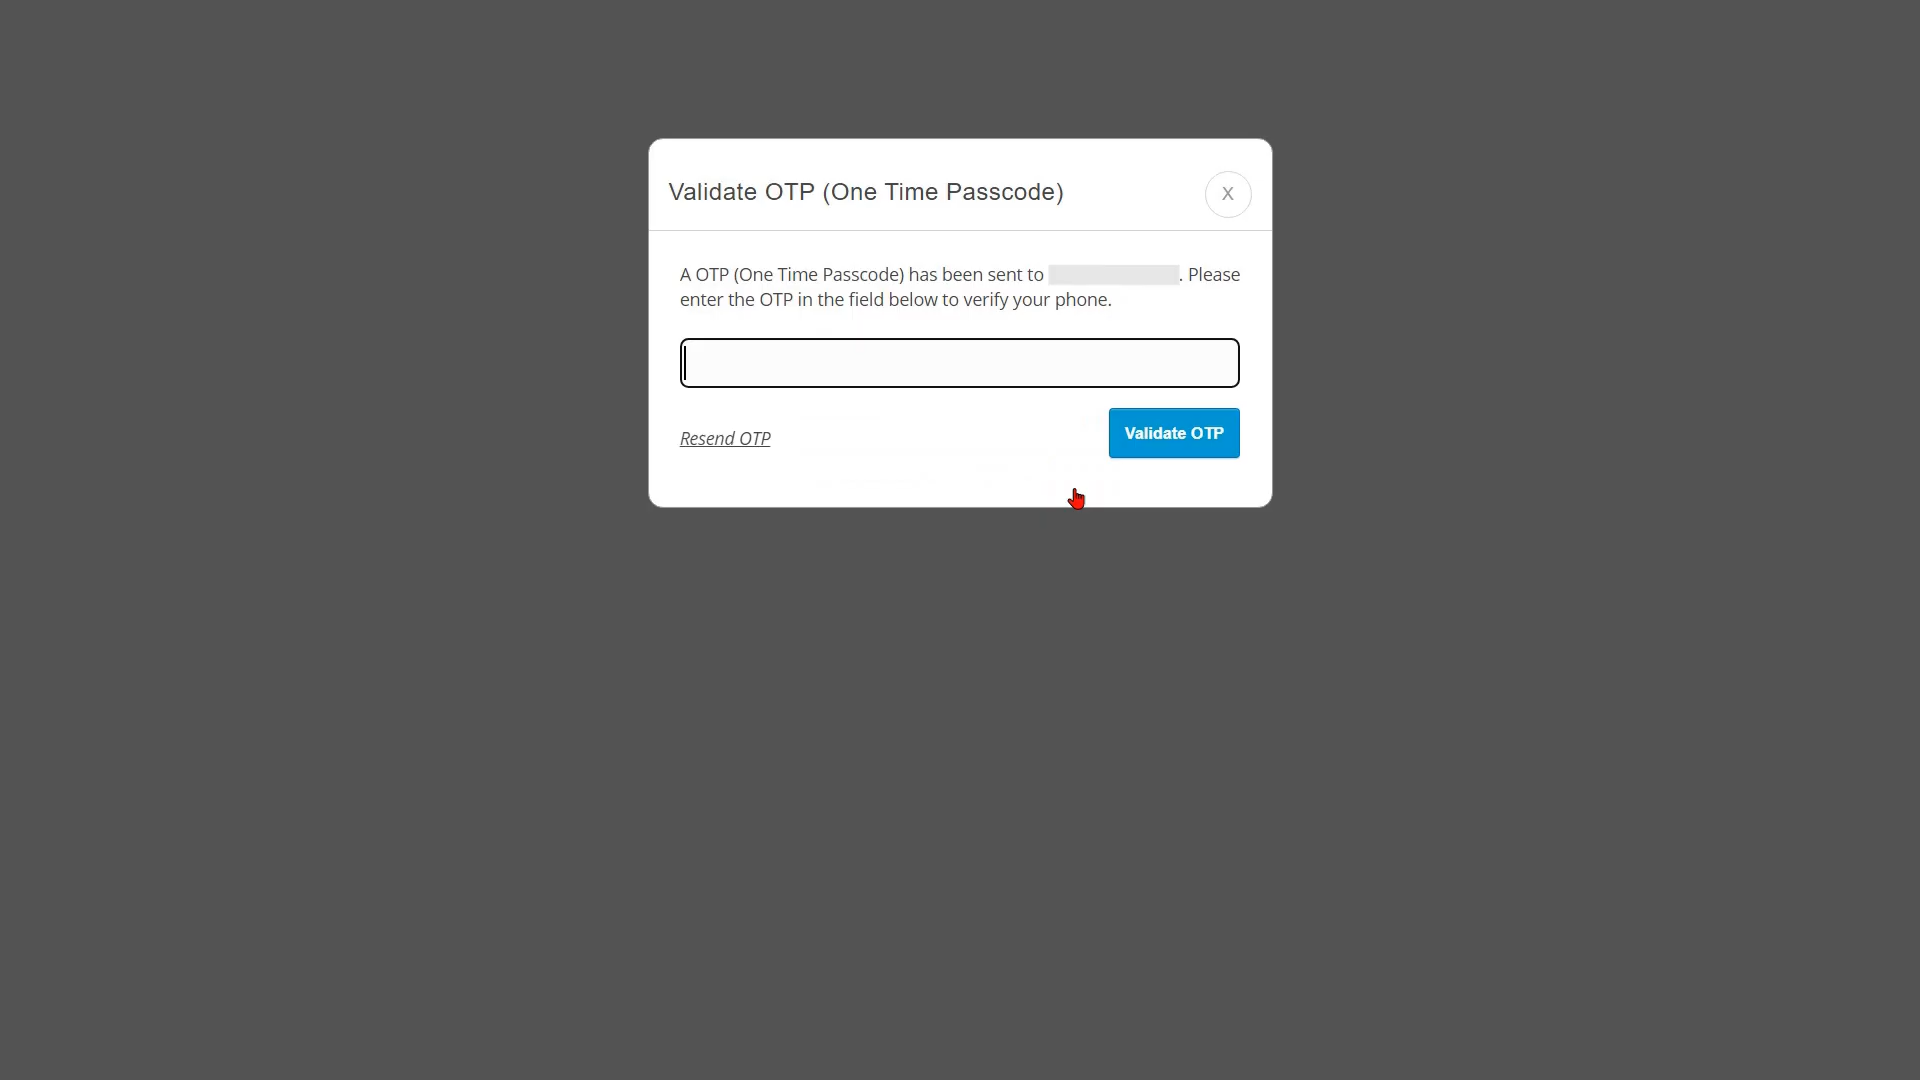 Validate OTP (One Time Passcode)
X
A OTP (One Time Passcode) has been sent to . Please
enter the OTP in the field below to verify your phone.
Resend OTP
Validate OTP